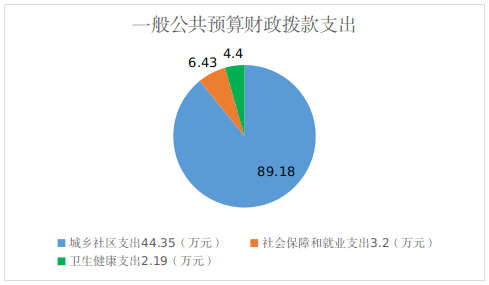 一般公共预算财政拨款支出
4.4
6.43
89.18
城乡社区支出44.35（万元）
社会保障和就业支出3.2（万元）
卫生健康支出2.19（万元）